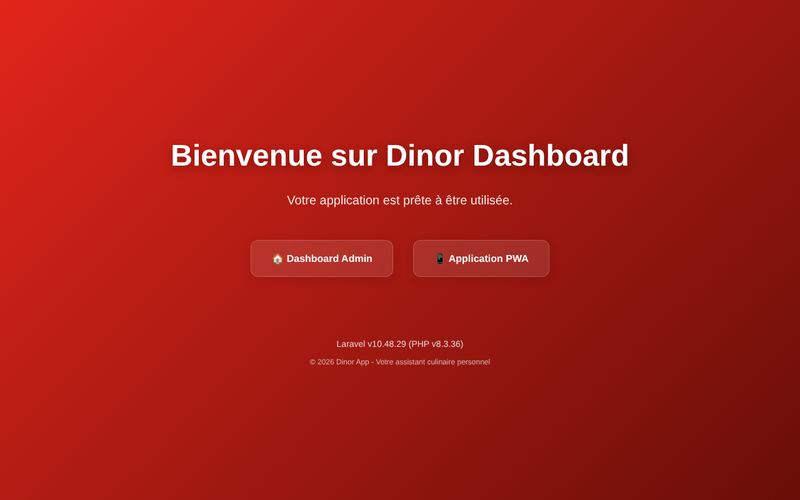 Bienvenue sur Dinor Dashboard
Votre application est prête à être utilisée.
🏠 Dashboard Admin
📱 Application PWA
Laravel v10.48.29 (PHP v8.3.36)
© 2026 Dinor App - Votre assistant culinaire personnel